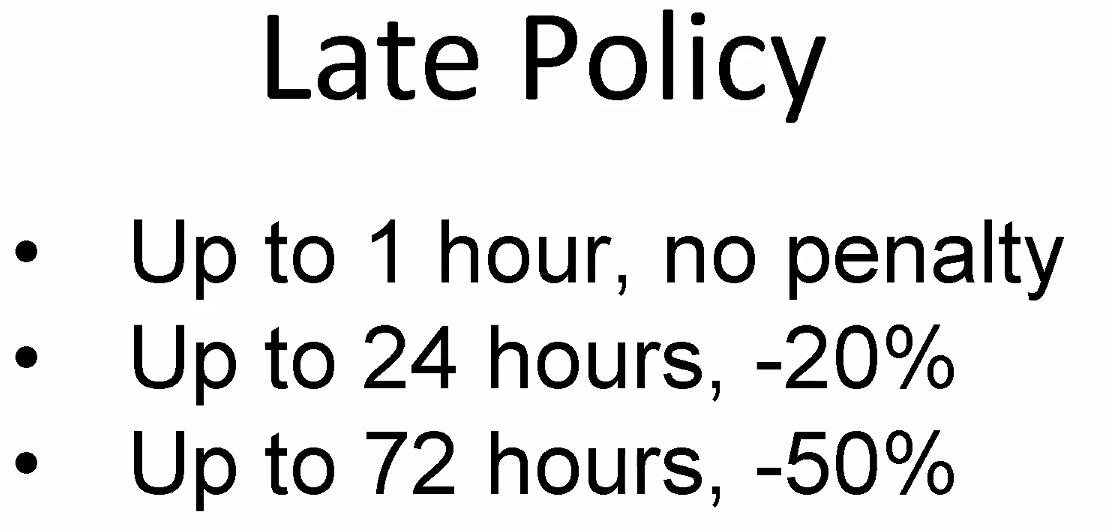 Late Policy
• Up to 1 hour, no penalty
• Up to 24 hours, -20%
• Up to 72 hours, -50%